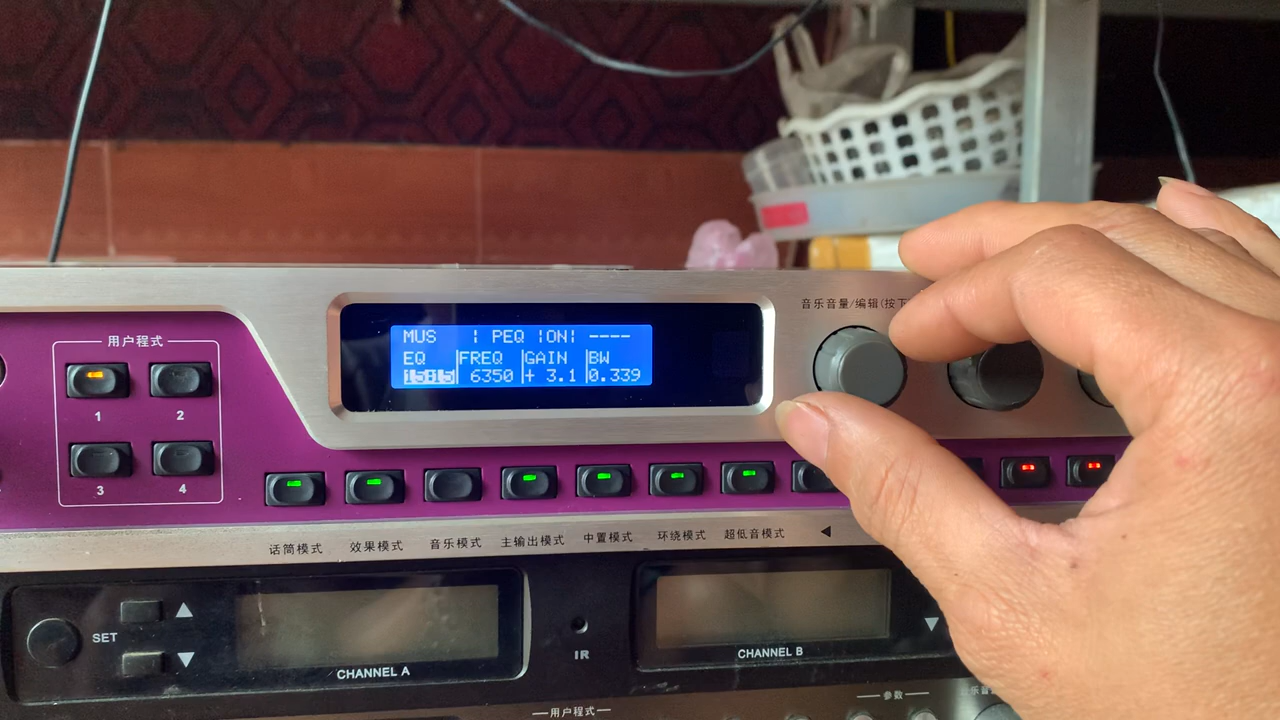 音乐音量/编辑(按下
用户程式
MUS ¦ PEQ ¦ON¦ ----
EQ |FREQ |GAIN |BW
6350 |+ 3.1 |0.339
1
2
3
4
话筒模式 效果模式 音乐模式 主输出模式 中置模式 环绕模式 超低音模式 ◀
SET
▲
▼
CHANNEL A
IR
CHANNEL B
▼
用户程式
参数